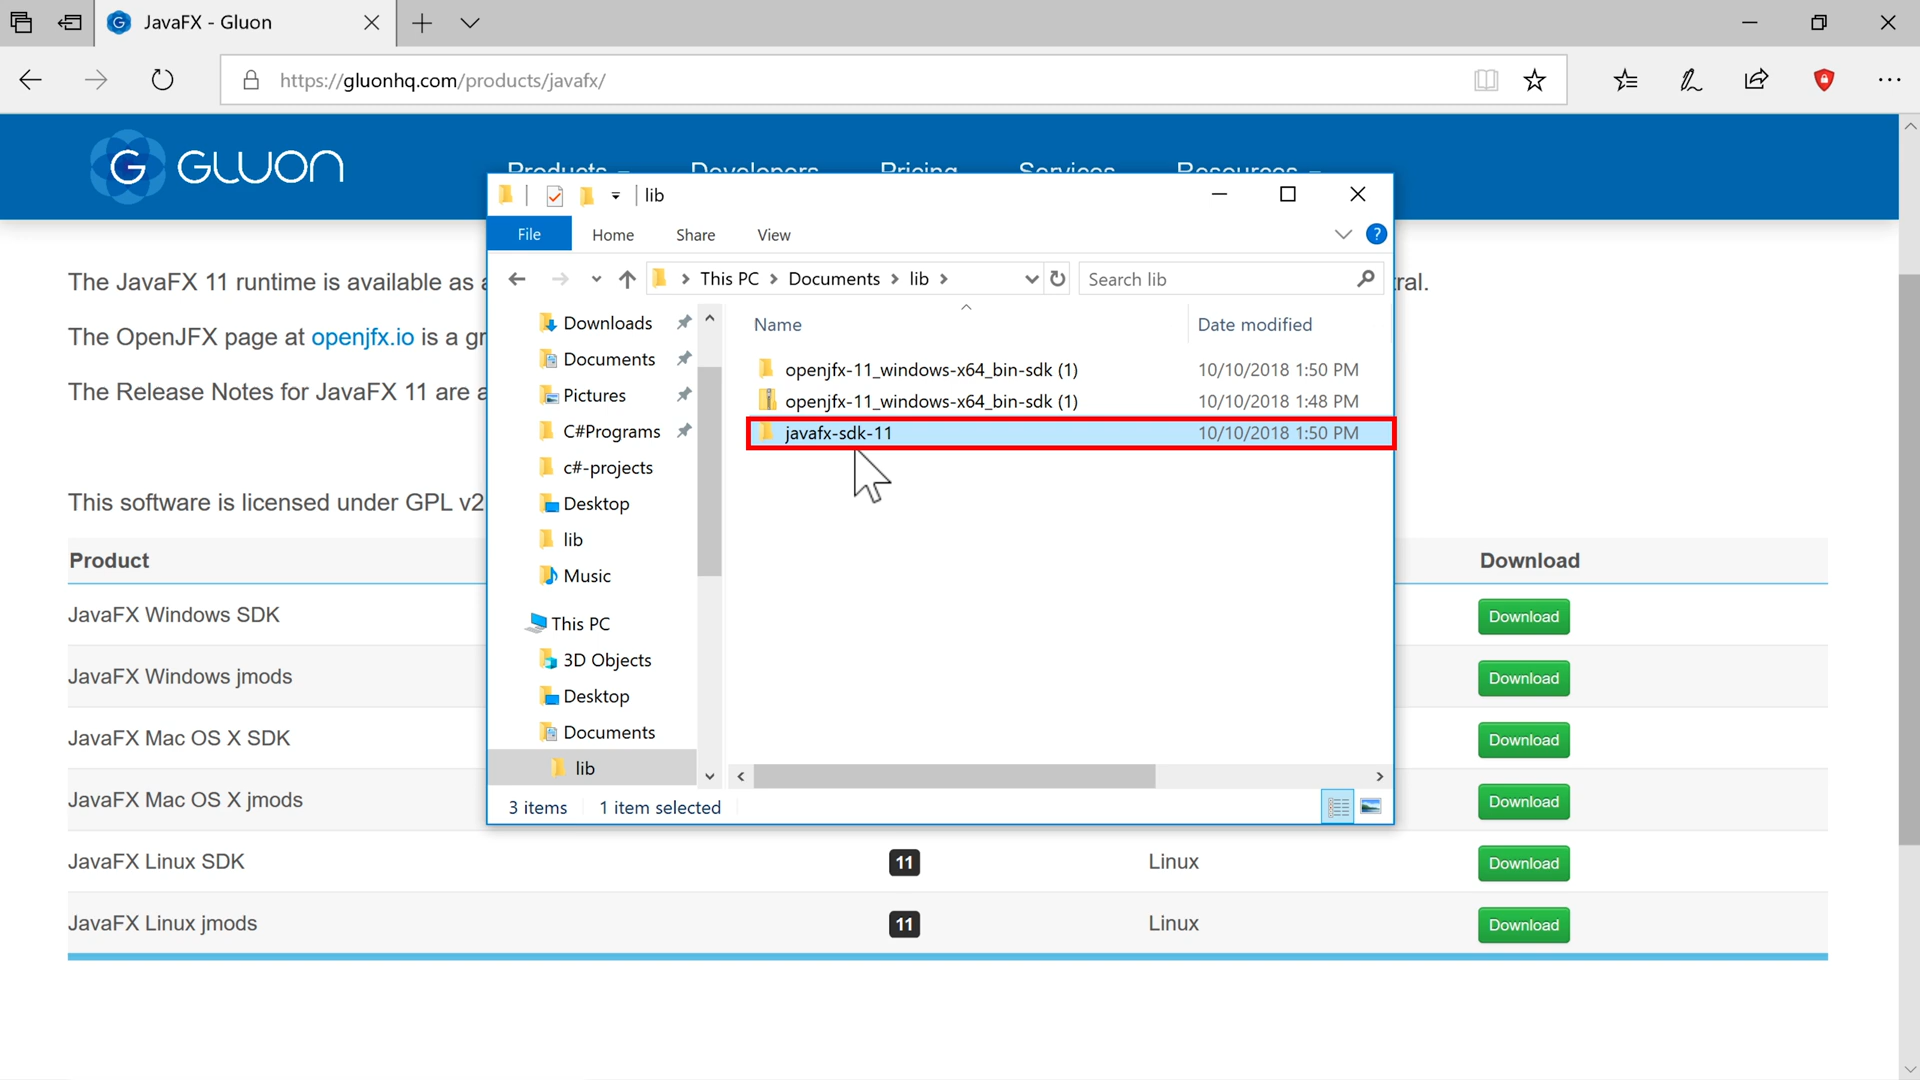 JavaFX - Gluon
https://gluonhq.com/products/javafx/
G GLUON
Products Developers Pricing Services Resources
lib
File Home Share View ?
This PC > Documents > lib > Search lib
The JavaFX 11 runtime is available as
ral.
The OpenJFX page at openjfx.io is a gr
The Release Notes for JavaFX 11 are a
This software is licensed under GPL v2
Downloads
Documents
Pictures
C#Programs
c#-projects
Desktop
lib
Music
This PC
3D Objects
Desktop
Documents
lib
Name Date modified
openjfx-11_windows-x64_bin-sdk (1) 10/10/2018 1:50 PM
openjfx-11_windows-x64_bin-sdk (1) 10/10/2018 1:48 PM
javafx-sdk-11 10/10/2018 1:50 PM
3 items 1 item selected
Product Download
JavaFX Windows SDK Download
JavaFX Windows jmods Download
JavaFX Mac OS X SDK Download
JavaFX Mac OS X jmods Download
JavaFX Linux SDK 11 Linux Download
JavaFX Linux jmods 11 Linux Download